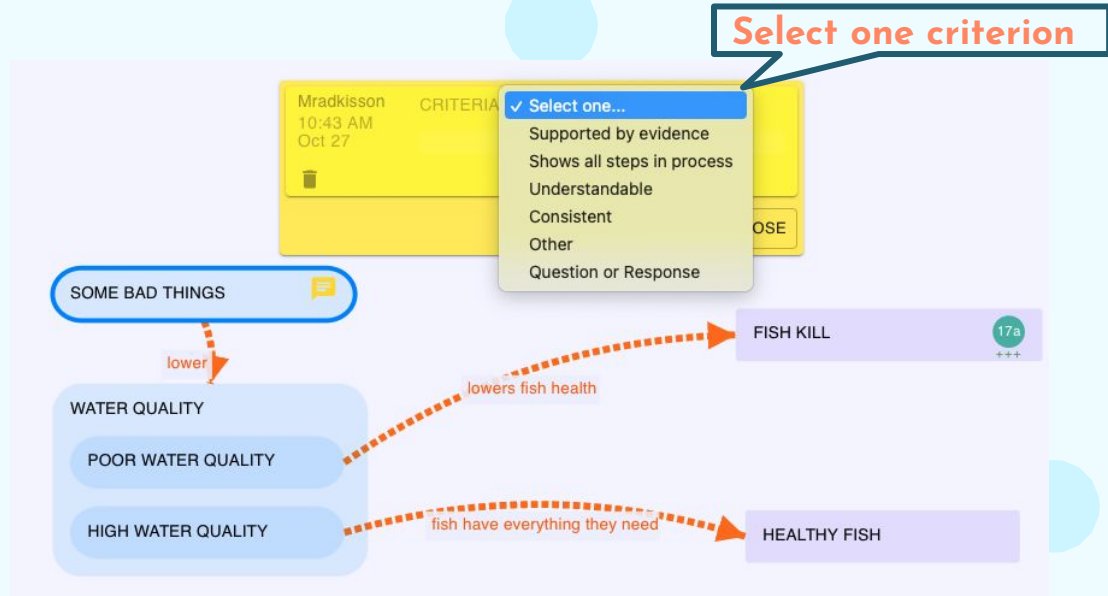 Select one criterion
Mradkisson
10:43 AM
Oct 27
CRITERIA
✓ Select one...
Supported by evidence
Shows all steps in process
Understandable
Consistent
Other
Question or Response
OSE
SOME BAD THINGS
lower
WATER QUALITY
POOR WATER QUALITY
HIGH WATER QUALITY
lowers fish health
fish have everything they need
FISH KILL
17a
+++
HEALTHY FISH